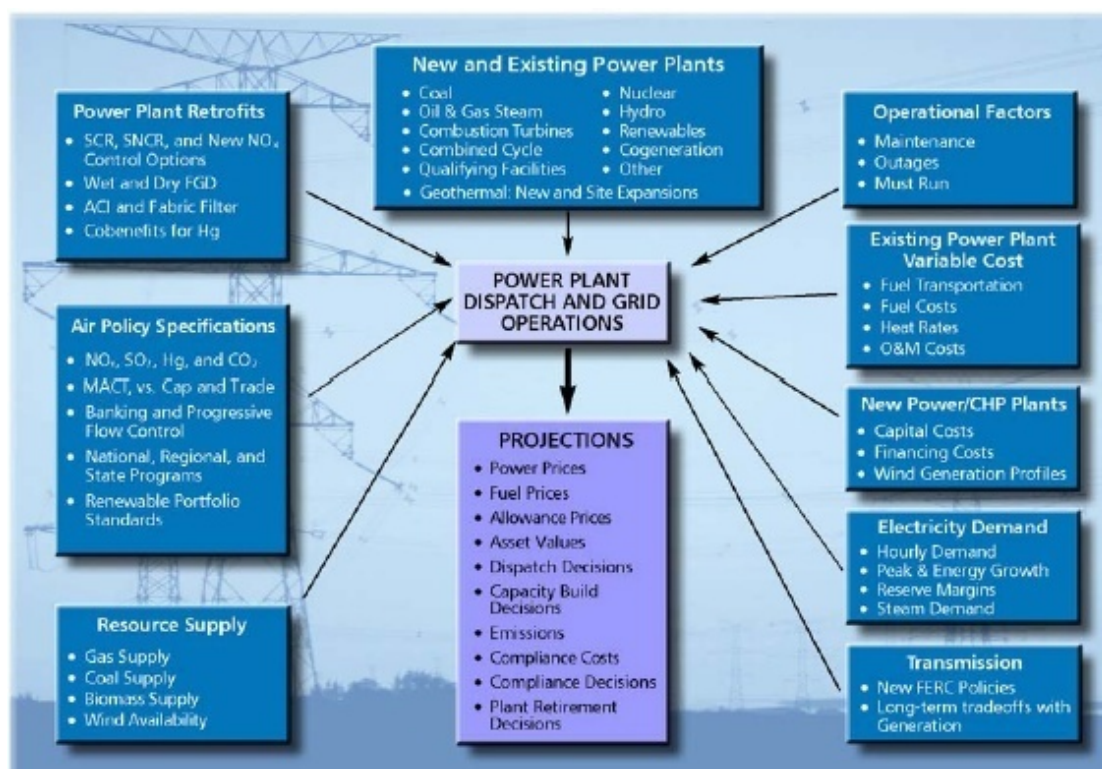 New and Existing Power Plants
• Coal
• Oil & Gas Steam
• Combustion Turbines
• Combined Cycle
• Qualifying Facilities
• Nuclear
• Hydro
• Renewables
• Cogeneration
• Other
• Geothermal: New and Site Expansions
Power Plant Retrofits
• SCR, SNCR, and New NOₓ
Control Options
• Wet and Dry FGD
• ACI and Fabric Filter
• Cobenefits for Hg
Air Policy Specifications
• NOₓ, SO₂, Hg, and CO₂
• MACT, vs. Cap and Trade
• Banking and Progressive
Flow Control
• National, Regional, and
State Programs
• Renewable Portfolio
Standards
Resource Supply
• Gas Supply
• Coal Supply
• Biomass Supply
• Wind Availability
POWER PLANT
DISPATCH AND GRID
OPERATIONS
PROJECTIONS
• Power Prices
• Fuel Prices
• Allowance Prices
• Asset Values
• Dispatch Decisions
• Capacity Build
Decisions
• Emissions
• Compliance Costs
• Compliance Decisions
• Plant Retirement
Decisions
Operational Factors
• Maintenance
• Outages
• Must Run
Existing Power Plant
Variable Cost
• Fuel Transportation
• Fuel Costs
• Heat Rates
• O&M Costs
New Power/CHP Plants
• Capital Costs
• Financing Costs
• Wind Generation Profiles
Electricity Demand
• Hourly Demand
• Peak & Energy Growth
• Reserve Margins
• Steam Demand
Transmission
• New FERC Policies
• Long-term tradeoffs with
Generation